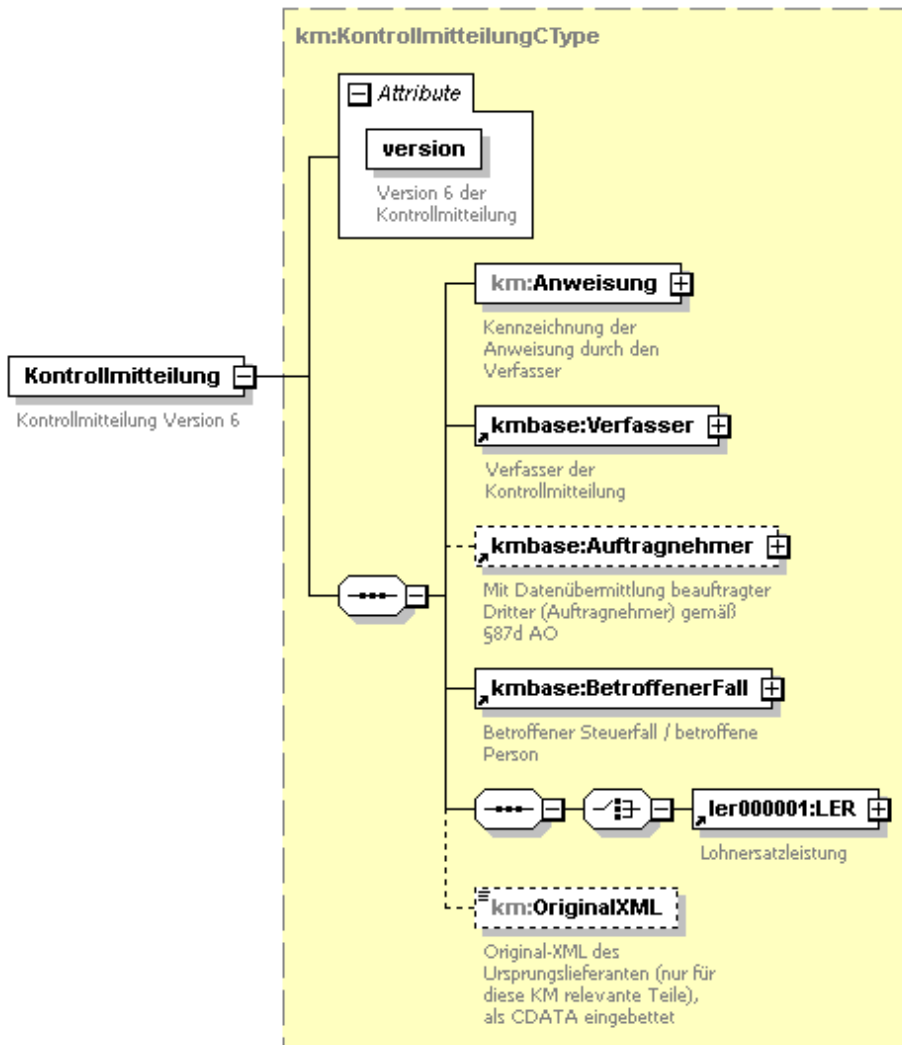 km:KontrollmitteilungCType
Attribute
version
Version 6 der
Kontrollmitteilung
km:Anweisung
Kennzeichnung der
Anweisung durch den
Verfasser
Kontrollmitteilung
Kontrollmitteilung Version 6
kmbase:Verfasser
Verfasser der
Kontrollmitteilung
kmbase:Auftragnehmer
Mit Datenübermittlung beauftragter
Dritter (Auftragnehmer) gemäß
§87d AO
kmbase:BetroffenerFall
Betroffener Steuerfall / betroffene
Person
ler000001:LER
Lohnersatzleistung
km:OriginalXML
Original-XML des
Ursprungslieferanten (nur für
diese KM relevante Teile),
als CDATA eingebettet